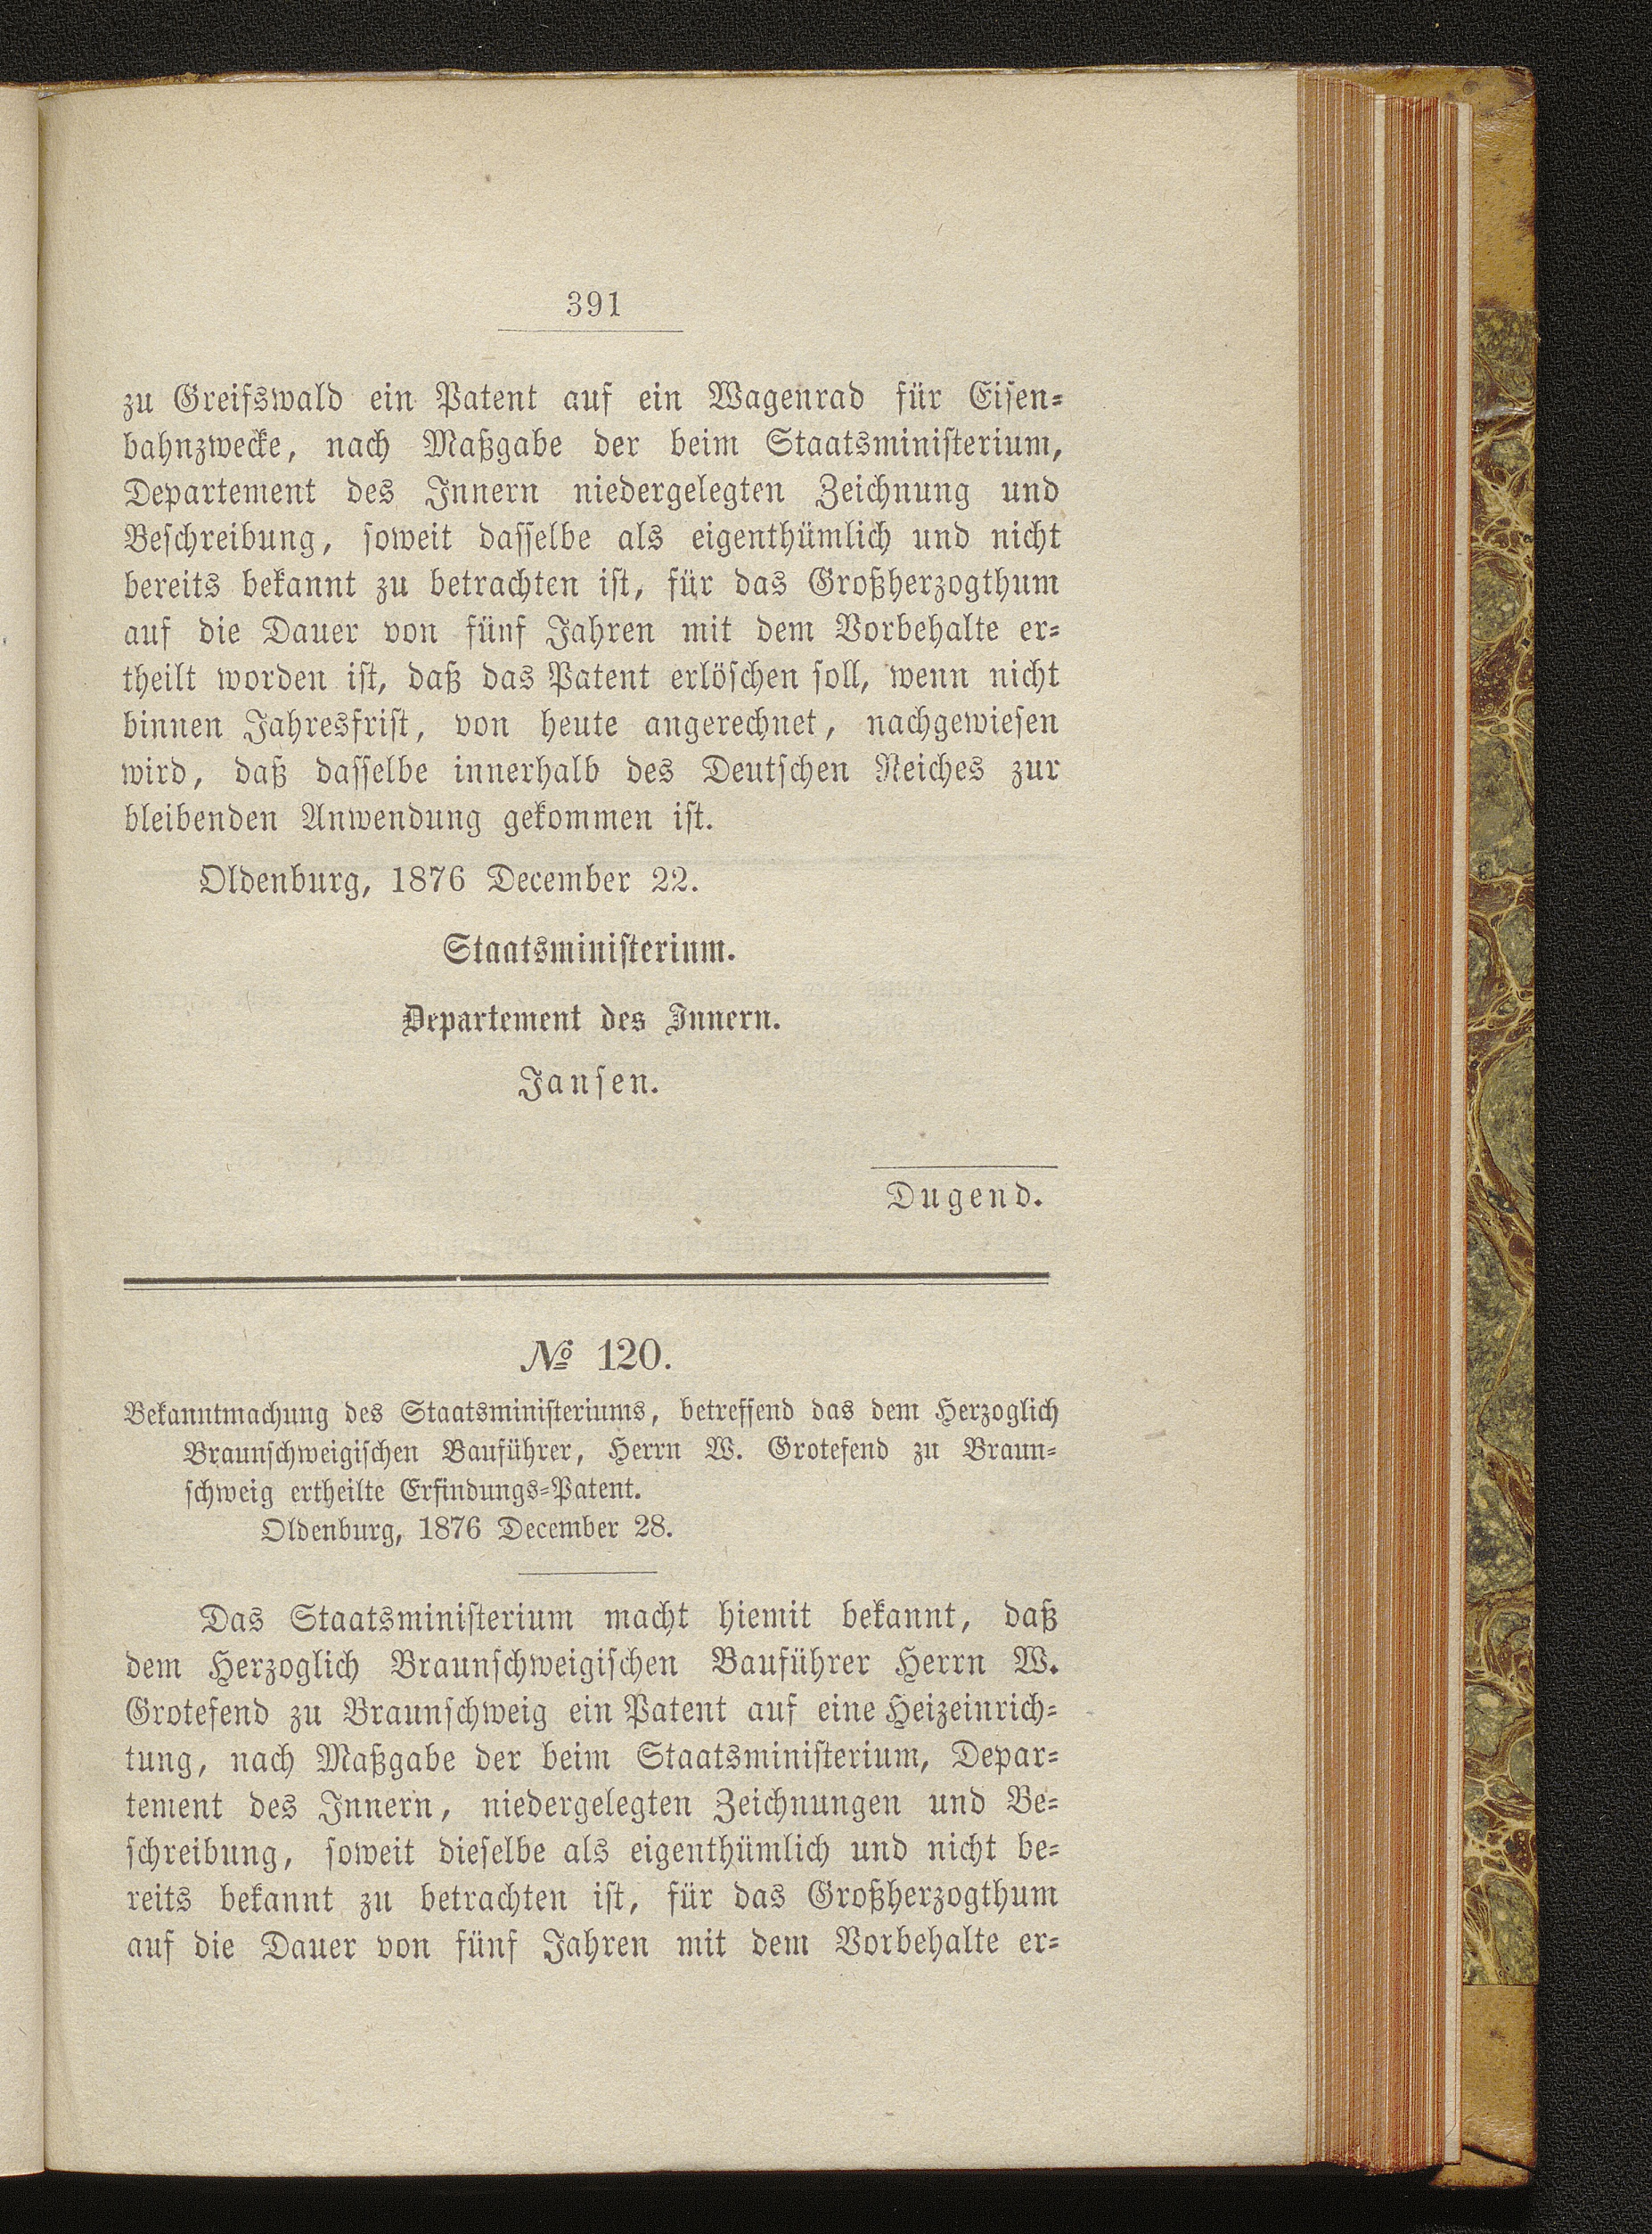 391
zu Greifswald ein Patent auf ein Wagenrad für Eisen-
bahnzwecke, nach Maßgabe der beim Staatsministerium,
Departement des Innern niedergelegten Zeichnung und
Beschreibung, soweit dasselbe als eigenthümlich und nicht
bereits bekannt zu betrachten ist, für das Großherzogthum
auf die Dauer von fünf Jahren mit dem Vorbehalte er-
theilt worden ist, daß das Patent erlöschen soll, wenn nicht
binnen Jahresfrist, von heute angerechnet, nachgewiesen
wird, daß dasselbe innerhalb des Deutschen Reiches zur
bleibenden Anwendung gekommen ist.
Oldenburg, 1876 December 22.
Staatsministerium.
Departement des Innern.
Jansen.
Dugend.
№ 120.
Bekanntmachung des Staatsministeriums, betreffend das dem Herzoglich
Braunschweigischen Bauführer, Herrn W. Grotefend zu Braun-
schweig ertheilte Erfindungs-Patent.
Oldenburg, 1876 December 28.
Das Staatsministerium macht hiemit bekannt, daß
dem Herzoglich Braunschweigischen Bauführer Herrn W.
Grotefend zu Braunschweig ein Patent auf eine Heizeinrich-
tung, nach Maßgabe der beim Staatsministerium, Depar-
tement des Innern, niedergelegten Zeichnungen und Be-
schreibung, soweit dieselbe als eigenthümlich und nicht be-
reits bekannt zu betrachten ist, für das Großherzogthum
auf die Dauer von fünf Jahren mit dem Vorbehalte er-